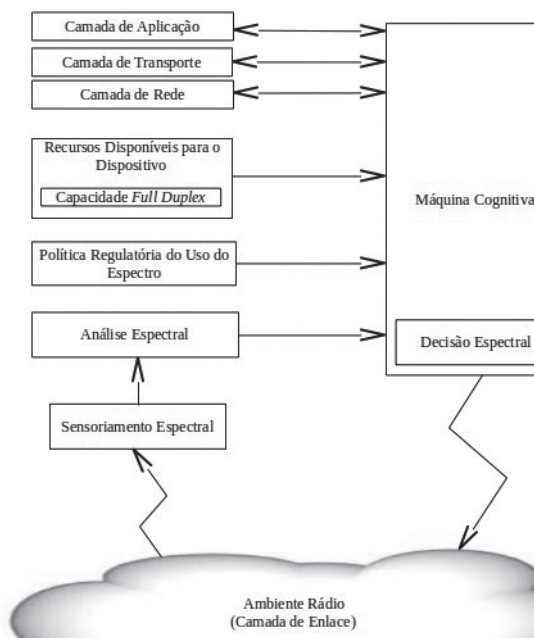 Camada de Aplicação
Camada de Transporte
Camada de Rede
Recursos Disponíveis para o
Dispositivo
Capacidade Full Duplex
Máquina Cognitiva
Política Regulatória do Uso do
Espectro
Análise Espectral
Decisão Espectral
Sensoriamento Espectral
Ambiente Rádio
(Camada de Enlace)